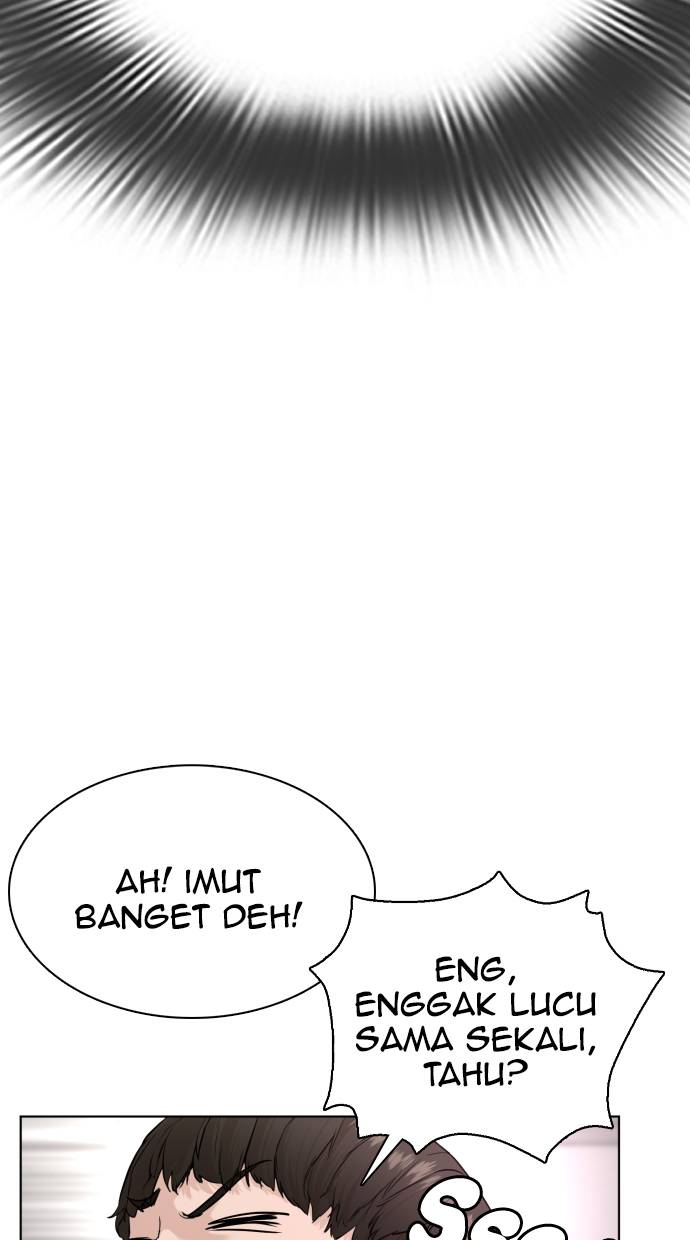 AH! IMUT
BANGET DEH!
ENG,
ENGGAK LUCU
SAMA SEKALI,
TAHU?